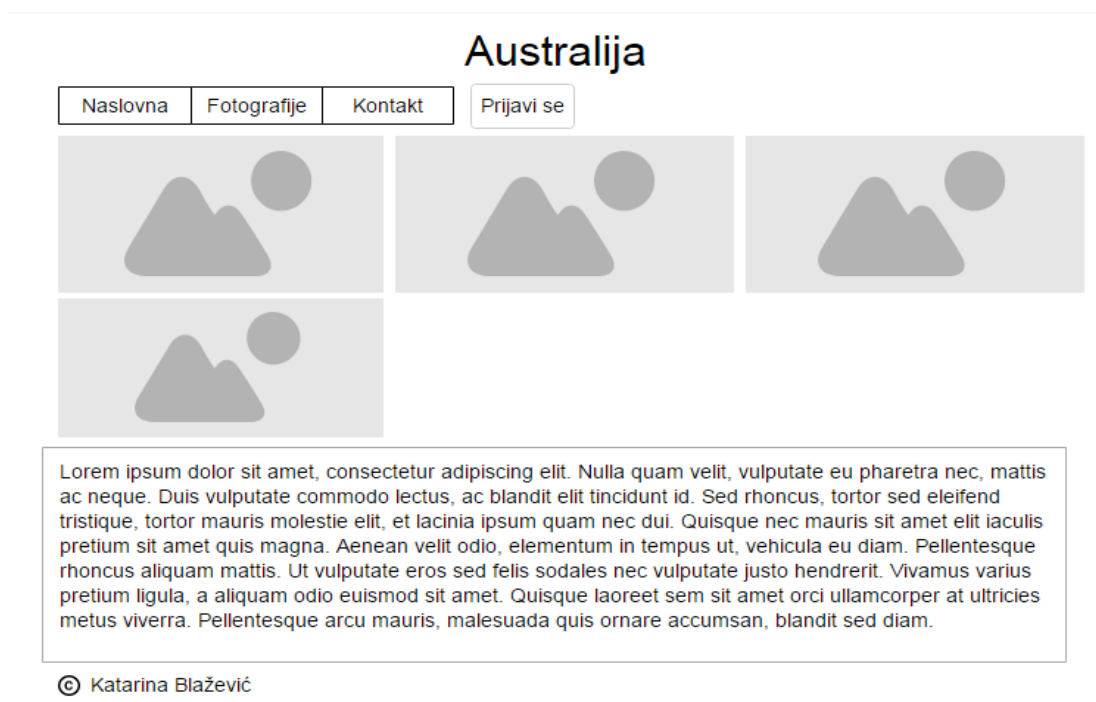 Australija
Naslovna Fotografije Kontakt Prijavi se
Lorem ipsum dolor sit amet, consectetur adipiscing elit. Nulla quam velit, vulputate eu pharetra nec, mattis
ac neque. Duis vulputate commodo lectus, ac blandit elit tincidunt id. Sed rhoncus, tortor sed eleifend
tristique, tortor mauris molestie elit, et lacinia ipsum quam nec dui. Quisque nec mauris sit amet elit iaculis
pretium sit amet quis magna. Aenean velit odio, elementum in tempus ut, vehicula eu diam. Pellentesque
rhoncus aliquam mattis. Ut vulputate eros sed felis sodales nec vulputate justo hendrerit. Vivamus varius
pretium ligula, a aliquam odio euismod sit amet. Quisque laoreet sem sit amet orci ullamcorper at ultricies
metus viverra. Pellentesque arcu mauris, malesuada quis ornare accumsan, blandit sed diam.
© Katarina Blažević